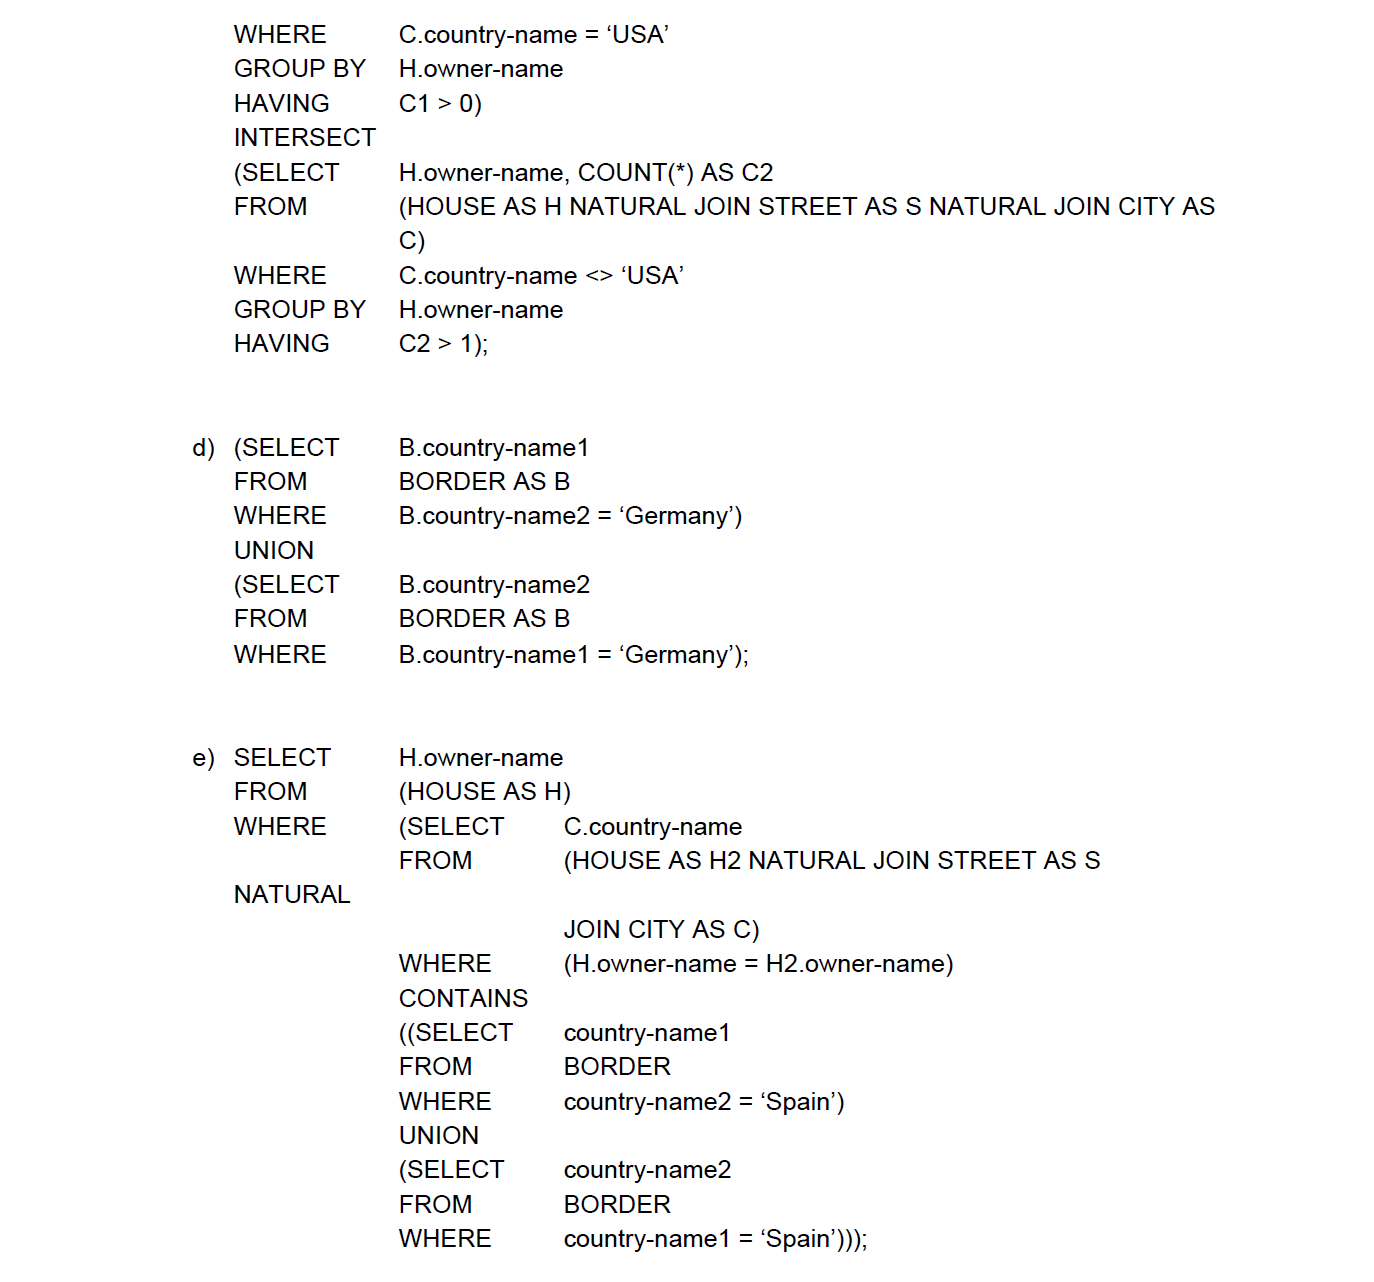 WHERE C.country-name = ‘USA’
GROUP BY H.owner-name
HAVING C1 > 0)
INTERSECT
(SELECT H.owner-name, COUNT(*) AS C2
FROM (HOUSE AS H NATURAL JOIN STREET AS S NATURAL JOIN CITY AS
C)
WHERE C.country-name <> ‘USA’
GROUP BY H.owner-name
HAVING C2 > 1);
d) (SELECT B.country-name1
FROM BORDER AS B
WHERE B.country-name2 = ‘Germany’)
UNION
(SELECT B.country-name2
FROM BORDER AS B
WHERE B.country-name1 = ‘Germany’);
e) SELECT H.owner-name
FROM (HOUSE AS H)
WHERE (SELECT C.country-name
FROM (HOUSE AS H2 NATURAL JOIN STREET AS S
NATURAL
JOIN CITY AS C)
WHERE (H.owner-name = H2.owner-name)
CONTAINS
((SELECT country-name1
FROM BORDER
WHERE country-name2 = ‘Spain’)
UNION
(SELECT country-name2
FROM BORDER
WHERE country-name1 = ‘Spain’)));